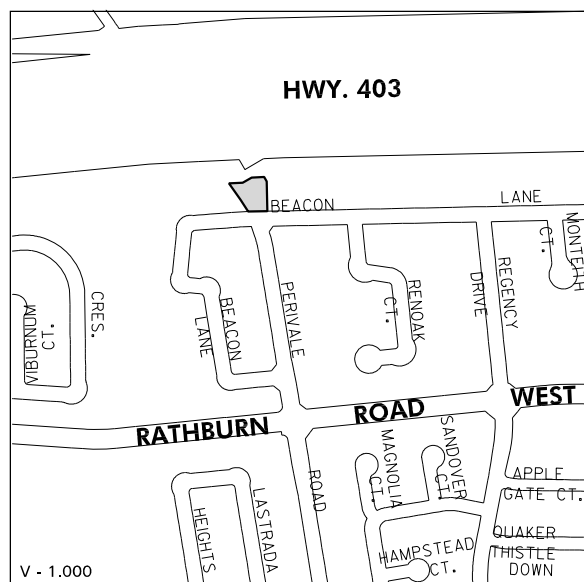 HWY. 403
BEACON LANE
MONTEITH
CT.
VIBURNUM
CT.
CRES.
BEACON
LANE
PERIVALE
RENOAK
CT.
DRIVE
REGENCY
RATHBURN ROAD WEST
ROAD
MAGNOLIA
CT.
SANDOVER
CT.
APPLE
GATE CT.
QUAKER
THISTLE
DOWN
HAMPSTEAD
CT.
HEIGHTS
LASTRADA
V - 1.000